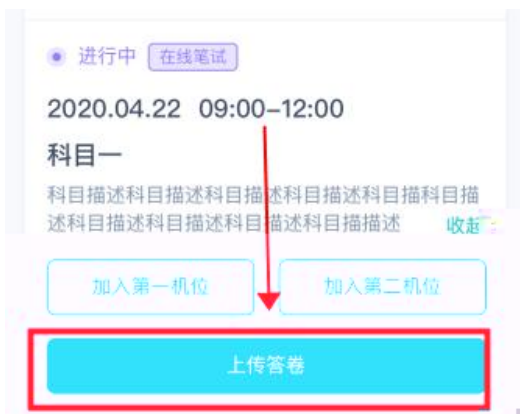 进行中 在线笔试
2020.04.22 09:00-12:00
科目一
科目描述科目描述科目描述科目描述科目描科目描
述科目描述科目描述科目描述科目描描述 收起
加入第一机位 加入第二机位
上传答卷